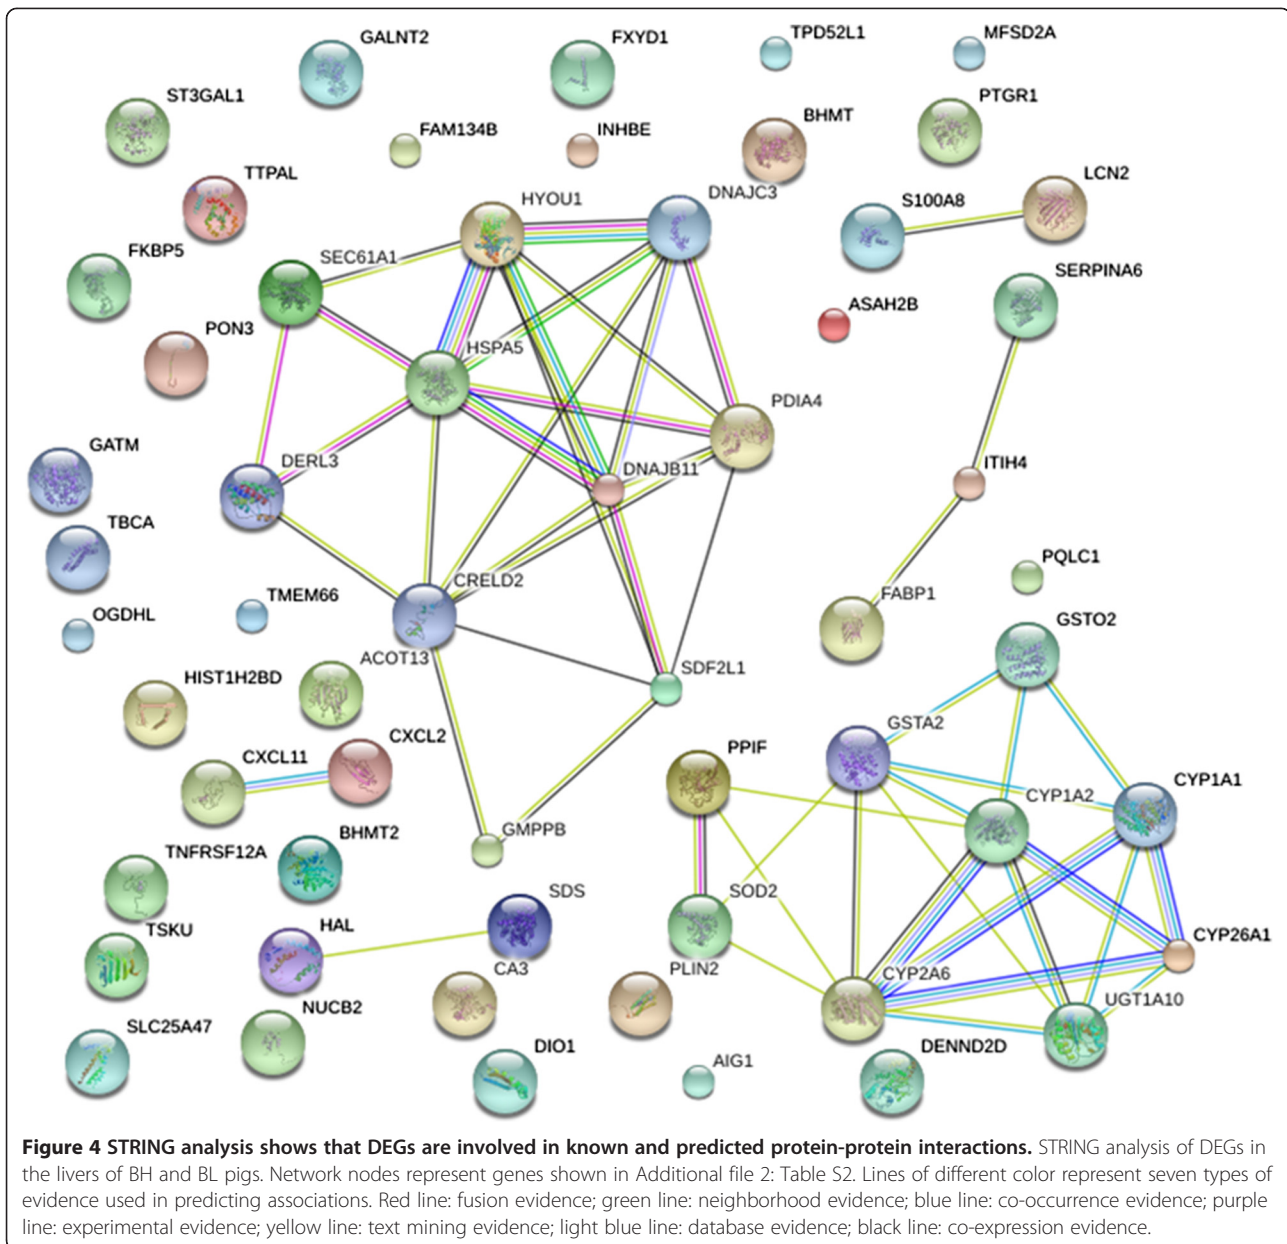 GALNT2
FXYD1
TPD52L1
MFSD2A
ST3GAL1
PTGR1
FAM134B
INHBE
BHMT
TTPAL
LCN2
HYOU1
DNAJC3
S100A8
FKBP5
SEC61A1
SERPINA6
ASAH2B
PON3
HSPA5
PDIA4
GATM
DERL3
DNAJB11
ITIH4
TBCA
PQLC1
CRELD2
FABP1
OGDHL
TMEM66
GSTO2
ACOT13
SDF2L1
HIST1H2BD
GSTA2
CXCL11
CXCL2
PPIF
CYP1A2
CYP1A1
GMPPB
TNFRSF12A
BHMT2
SDS
SOD2
TSKU
HAL
CYP26A1
CA3
PLIN2
CYP2A6
UGT1A10
NUCB2
SLC25A47
DIO1
AIG1
DENND2D
Figure 4 STRING analysis shows that DEGs are involved in known and predicted protein-protein interactions. STRING analysis of DEGs in
the livers of BH and BL pigs. Network nodes represent genes shown in Additional file 2: Table S2. Lines of different color represent seven types of
evidence used in predicting associations. Red line: fusion evidence; green line: neighborhood evidence; blue line: co-occurrence evidence; purple
line: experimental evidence; yellow line: text mining evidence; light blue line: database evidence; black line: co-expression evidence.